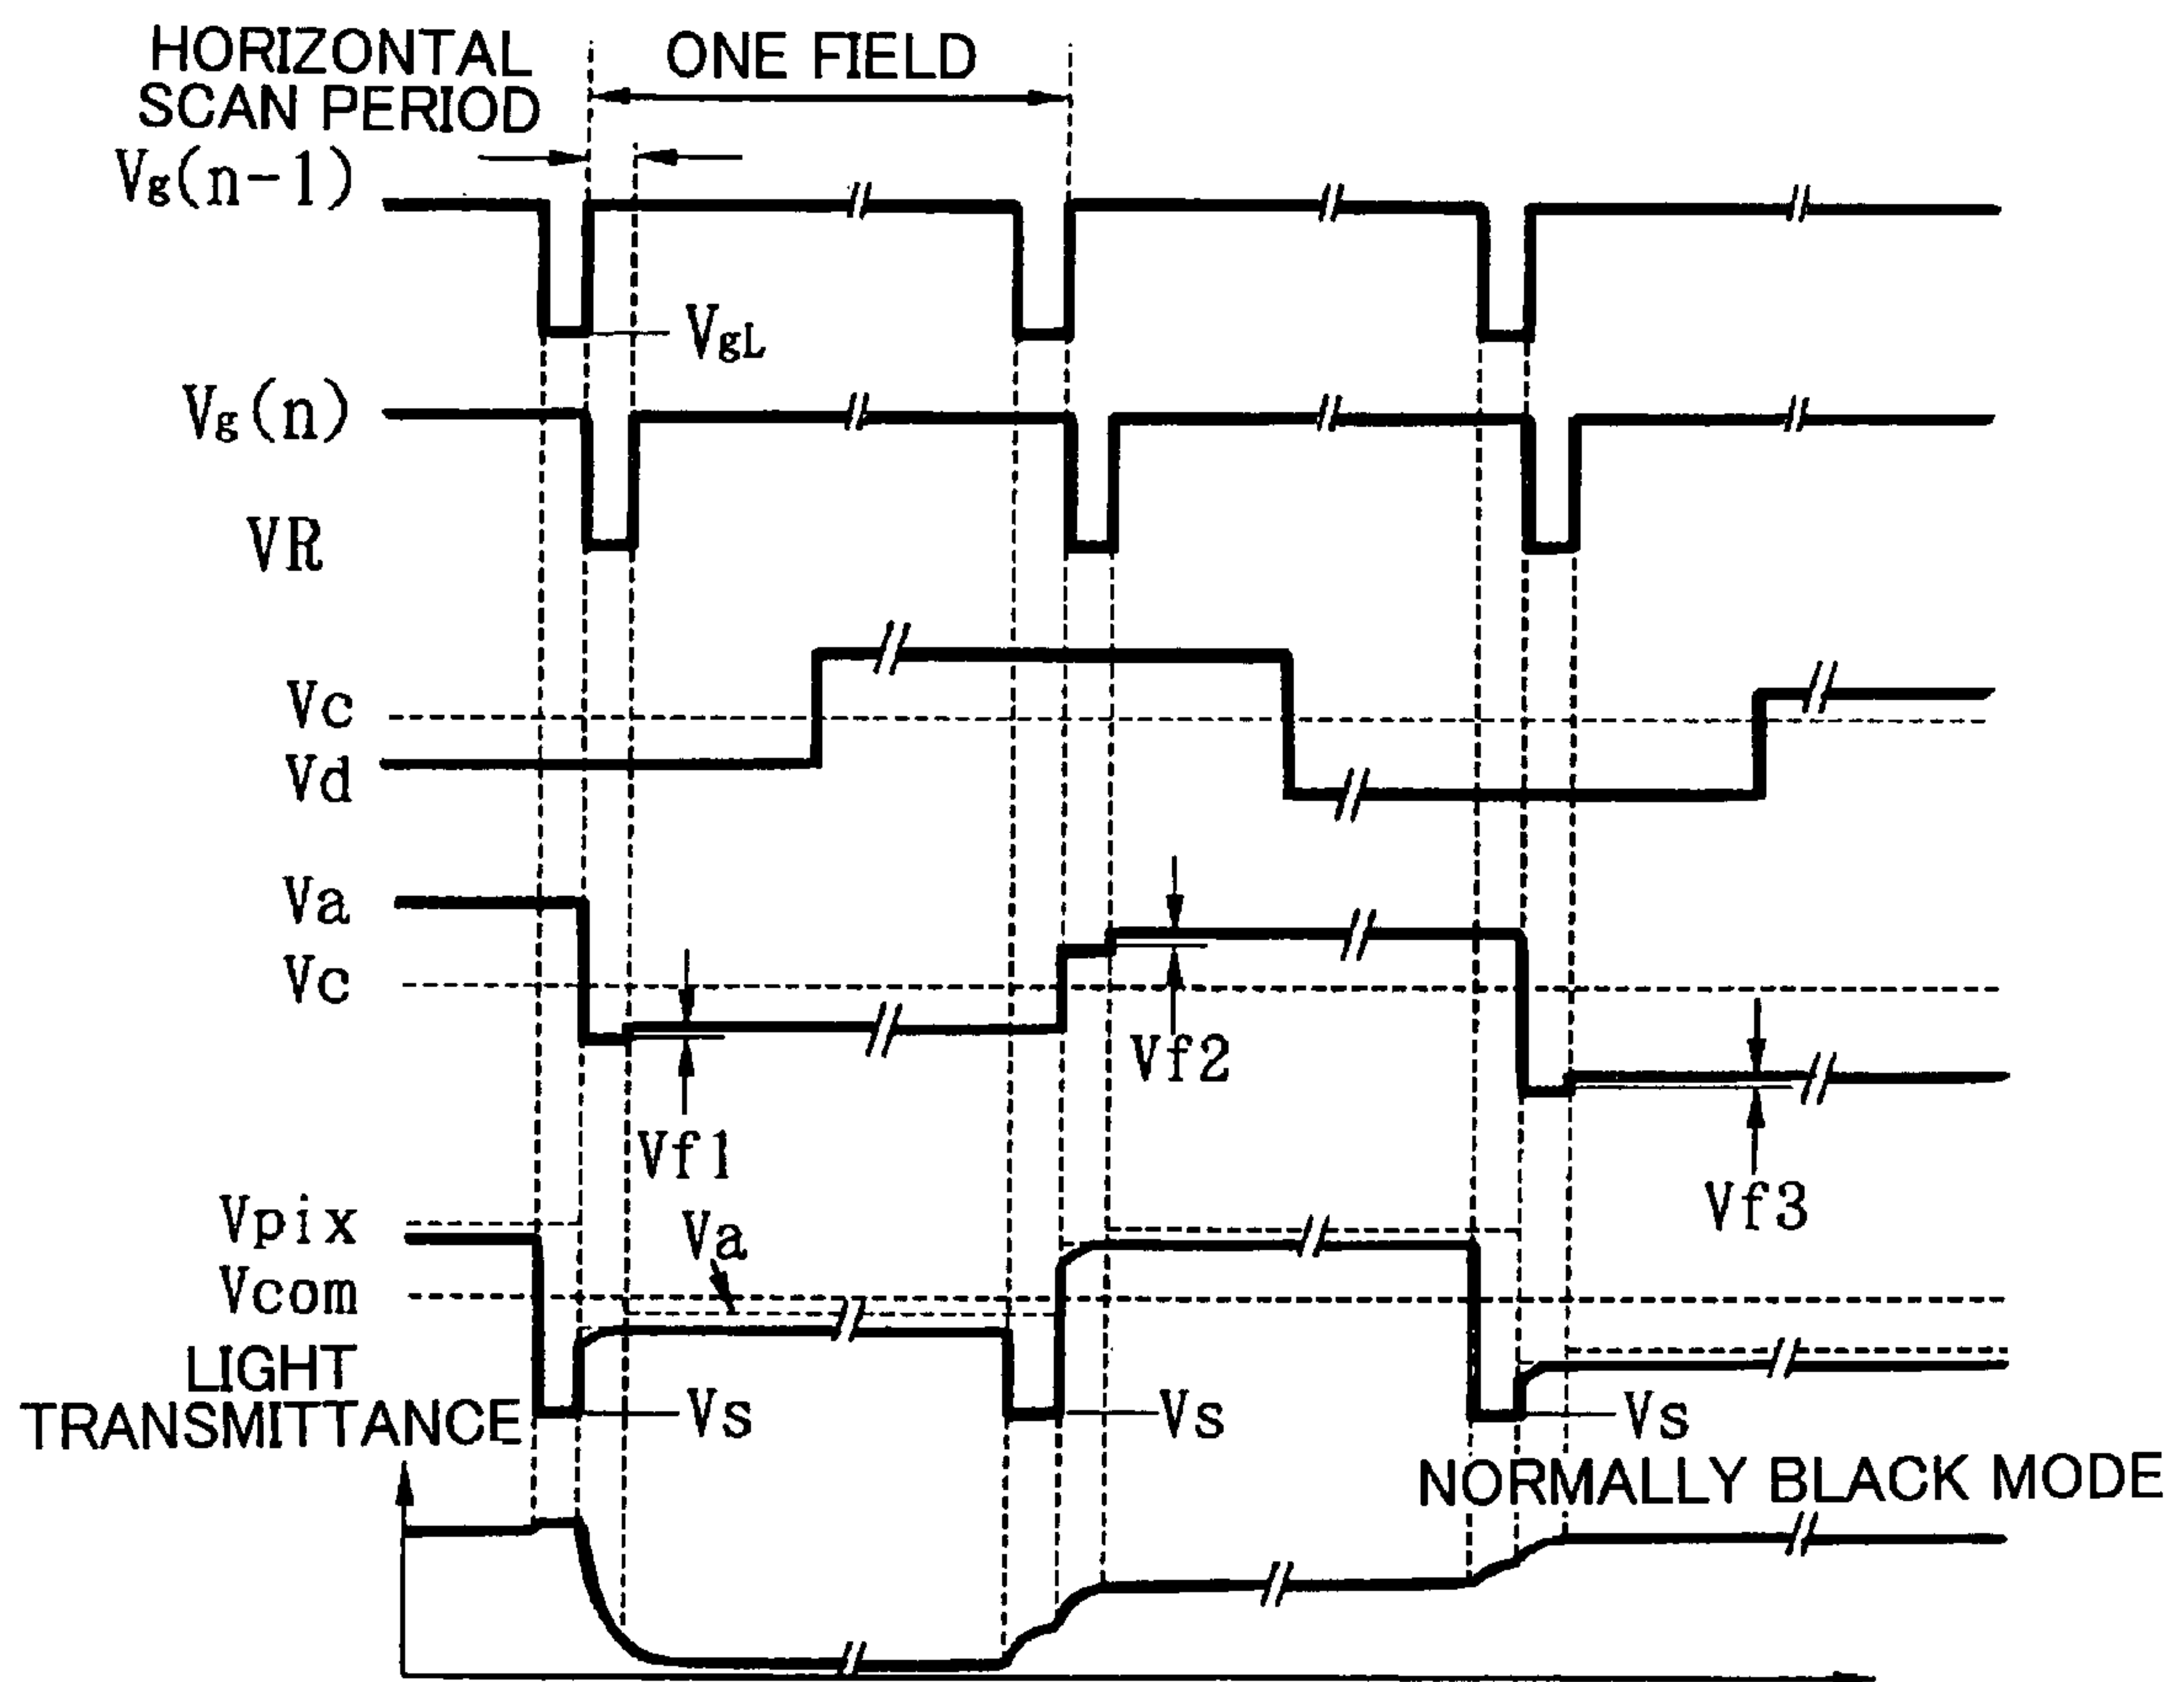 HORIZONTAL
SCAN PERIOD
ONE FIELD
Vg(n-1)
VgL
Vg(n)
VR
Vc
Vd
Va
Vc
Vf1
Vf2
Vf3
Vpix
Va
Vcom
LIGHT
TRANSMITTANCE
Vs
Vs
Vs
NORMALLY BLACK MODE